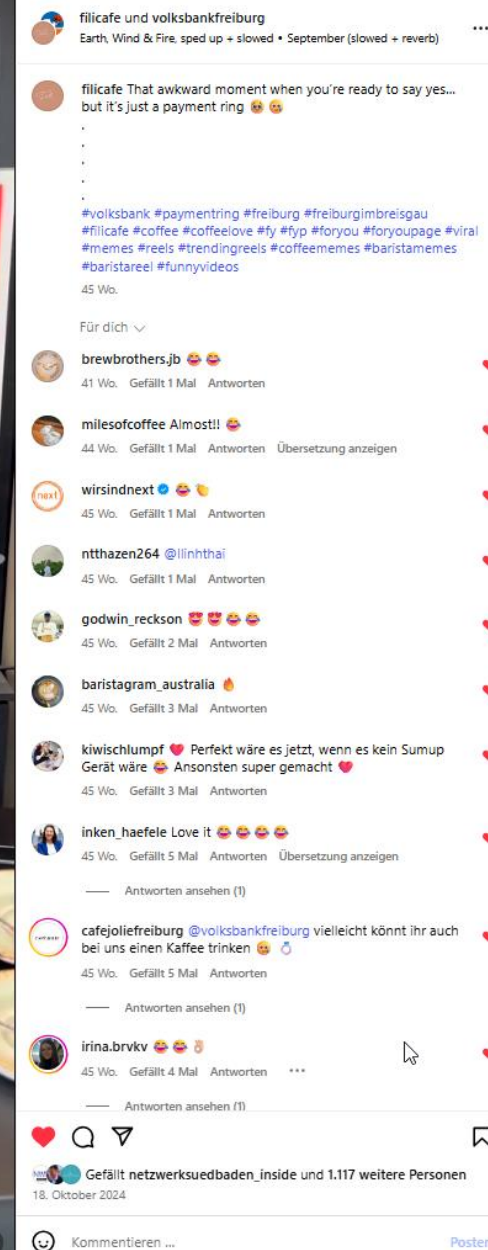 filicafe und volksbankfreiburg
Earth, Wind & Fire, sped up + slowed • September (slowed + reverb)
filicafe That awkward moment when you're ready to say yes...
but it's just a payment ring 🥹🤐
.
.
.
.
.
#volksbank #paymentring #freiburg #freiburgimbreisgau
#filicafe #coffee #coffeelove #fy #fyp #foryou #foryoupage #viral
#memes #reels #trendingreels #coffeememes #baristamemes
#baristareel #funnyvideos
45 Wo.
Für dich
brewbrothers.jb 😂😂
41 Wo. Gefällt 1 Mal Antworten
milesofcoffee Almost!! 😂
44 Wo. Gefällt 1 Mal Antworten Übersetzung anzeigen
next
wirsindnext 😂👏
45 Wo. Gefällt 1 Mal Antworten
ntthazen264 @llinhthai
45 Wo. Gefällt 1 Mal Antworten
godwin_reckson 😍😍😂😂
45 Wo. Gefällt 2 Mal Antworten
baristagram_australia 🔥
45 Wo. Gefällt 3 Mal Antworten
kiwischlumpf ❤️ Perfekt wäre es jetzt, wenn es kein Sumup
Gerät wäre 😂 Ansonsten super gemacht ❤️
45 Wo. Gefällt 3 Mal Antworten
inken_haefele Love it 😂😂😂😂
45 Wo. Gefällt 5 Mal Antworten Übersetzung anzeigen
Antworten ansehen (1)
cafejoliefreiburg @volksbankfreiburg vielleicht könnt ihr auch
bei uns einen Kaffee trinken 🤐 💍
45 Wo. Gefällt 5 Mal Antworten
Antworten ansehen (1)
irina.brvkv 😂😂👌🏼
45 Wo. Gefällt 4 Mal Antworten
Antworten ansehen (1)
Gefällt netzwerksuedbaden_inside und 1.117 weitere Personen
18. Oktober 2024
Kommentieren ...
Posten